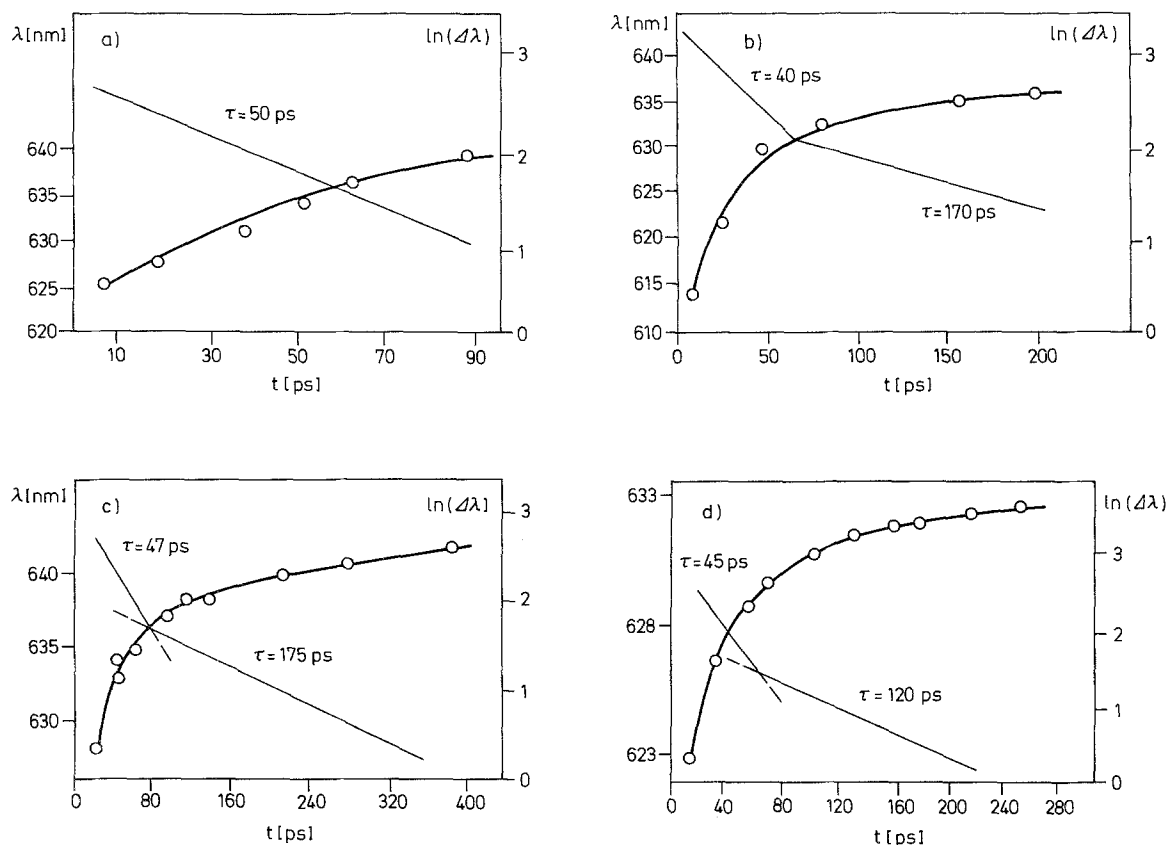 λ[nm] a) ln(Δλ)
3
τ = 50 ps
640 2
635
630 1
625
620 0
10 30 50 70 90
t [ps]
λ[nm] b) ln(Δλ)
640 3
τ = 40 ps
635
630 2
625
τ = 170 ps
620
1
615
610 0
0 50 100 150 200
t [ps]
λ[nm] c) ln(Δλ)
3
τ = 47 ps
640
2
635
τ = 175 ps
1
630
0
0 80 160 240 320 400
t [ps]
633 d) ln(Δλ)
3
τ = 45 ps
628 2
τ = 120 ps
1
623
0
0 40 80 120 160 200 240 280
t [ps]